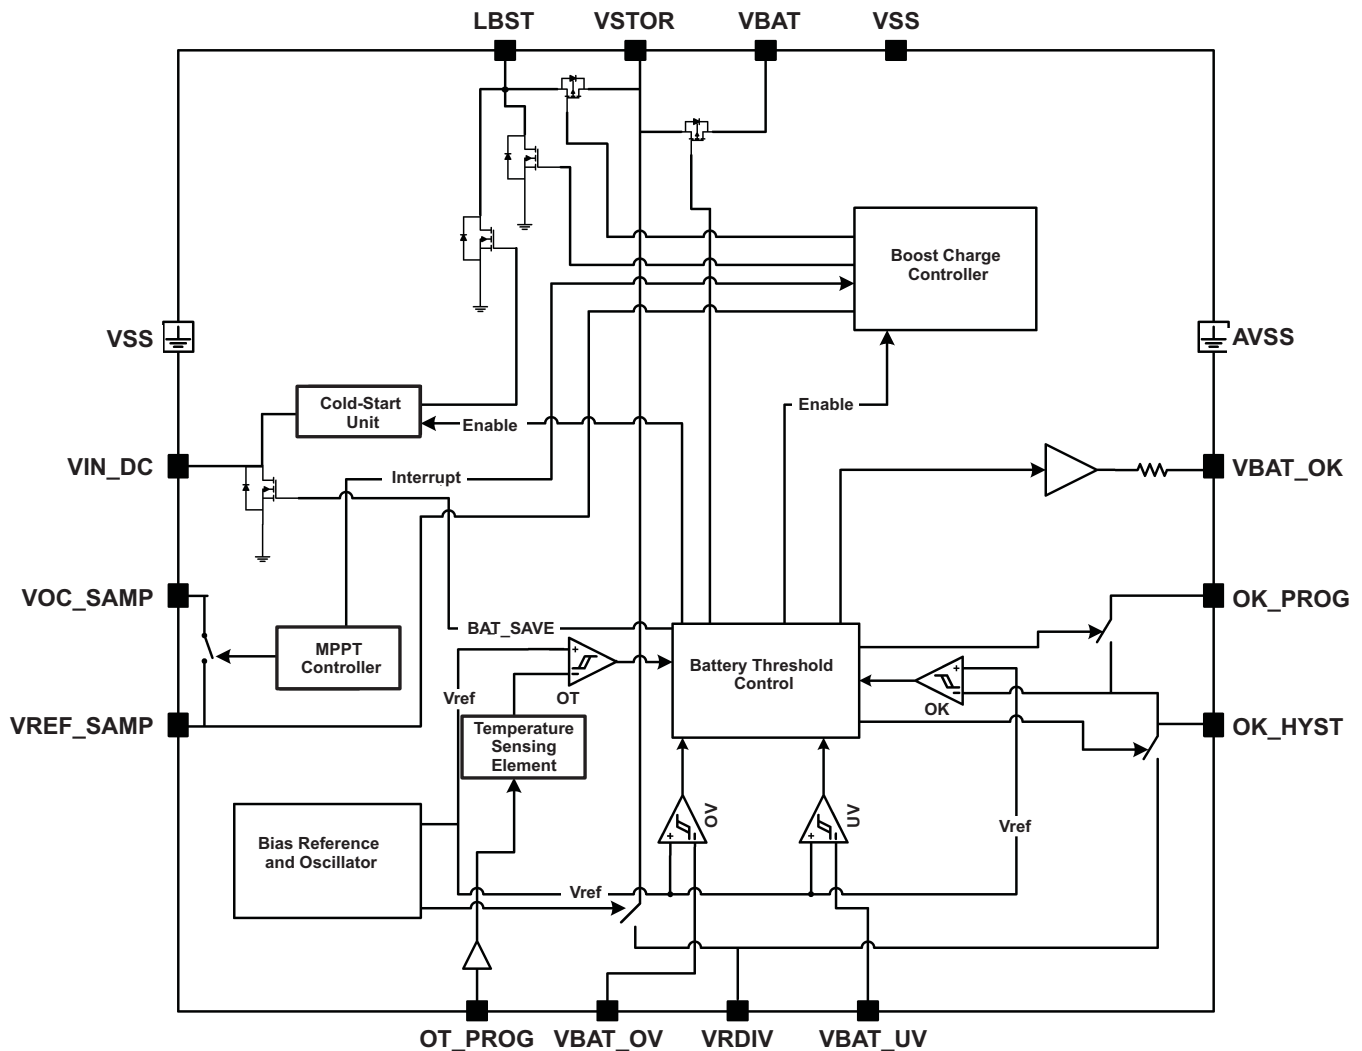 LBST
VSTOR
VBAT
VSS
Boost Charge
Controller
VSS
AVSS
Cold-Start
Unit
Enable
Enable
VIN_DC
Interrupt
VBAT_OK
VOC_SAMP
OK_PROG
BAT_SAVE
MPPT
Controller
+
Battery Threshold
Control
+
Vref
OT
OK
VREF_SAMP
Temperature
Sensing
Element
OK_HYST
OV
UV
Bias Reference
and Oscillator
+
+
Vref
Vref
OT_PROG
VBAT_OV
VRDIV
VBAT_UV